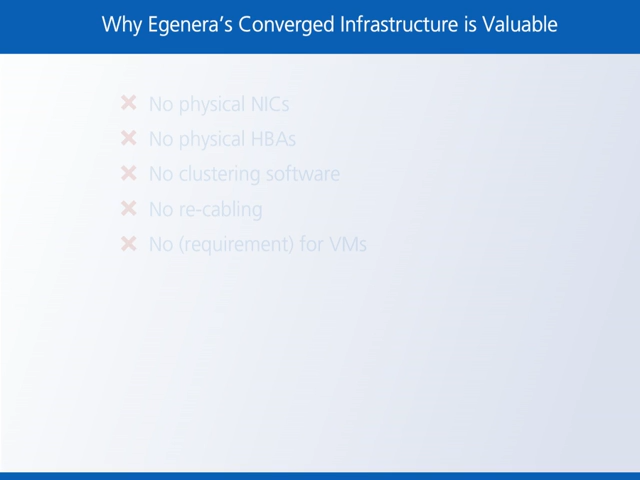 Why Egenera's Converged Infrastructure is Valuable
No physical NICs
No physical HBAs
No clustering software
No re-cabling
No (requirement) for VMs